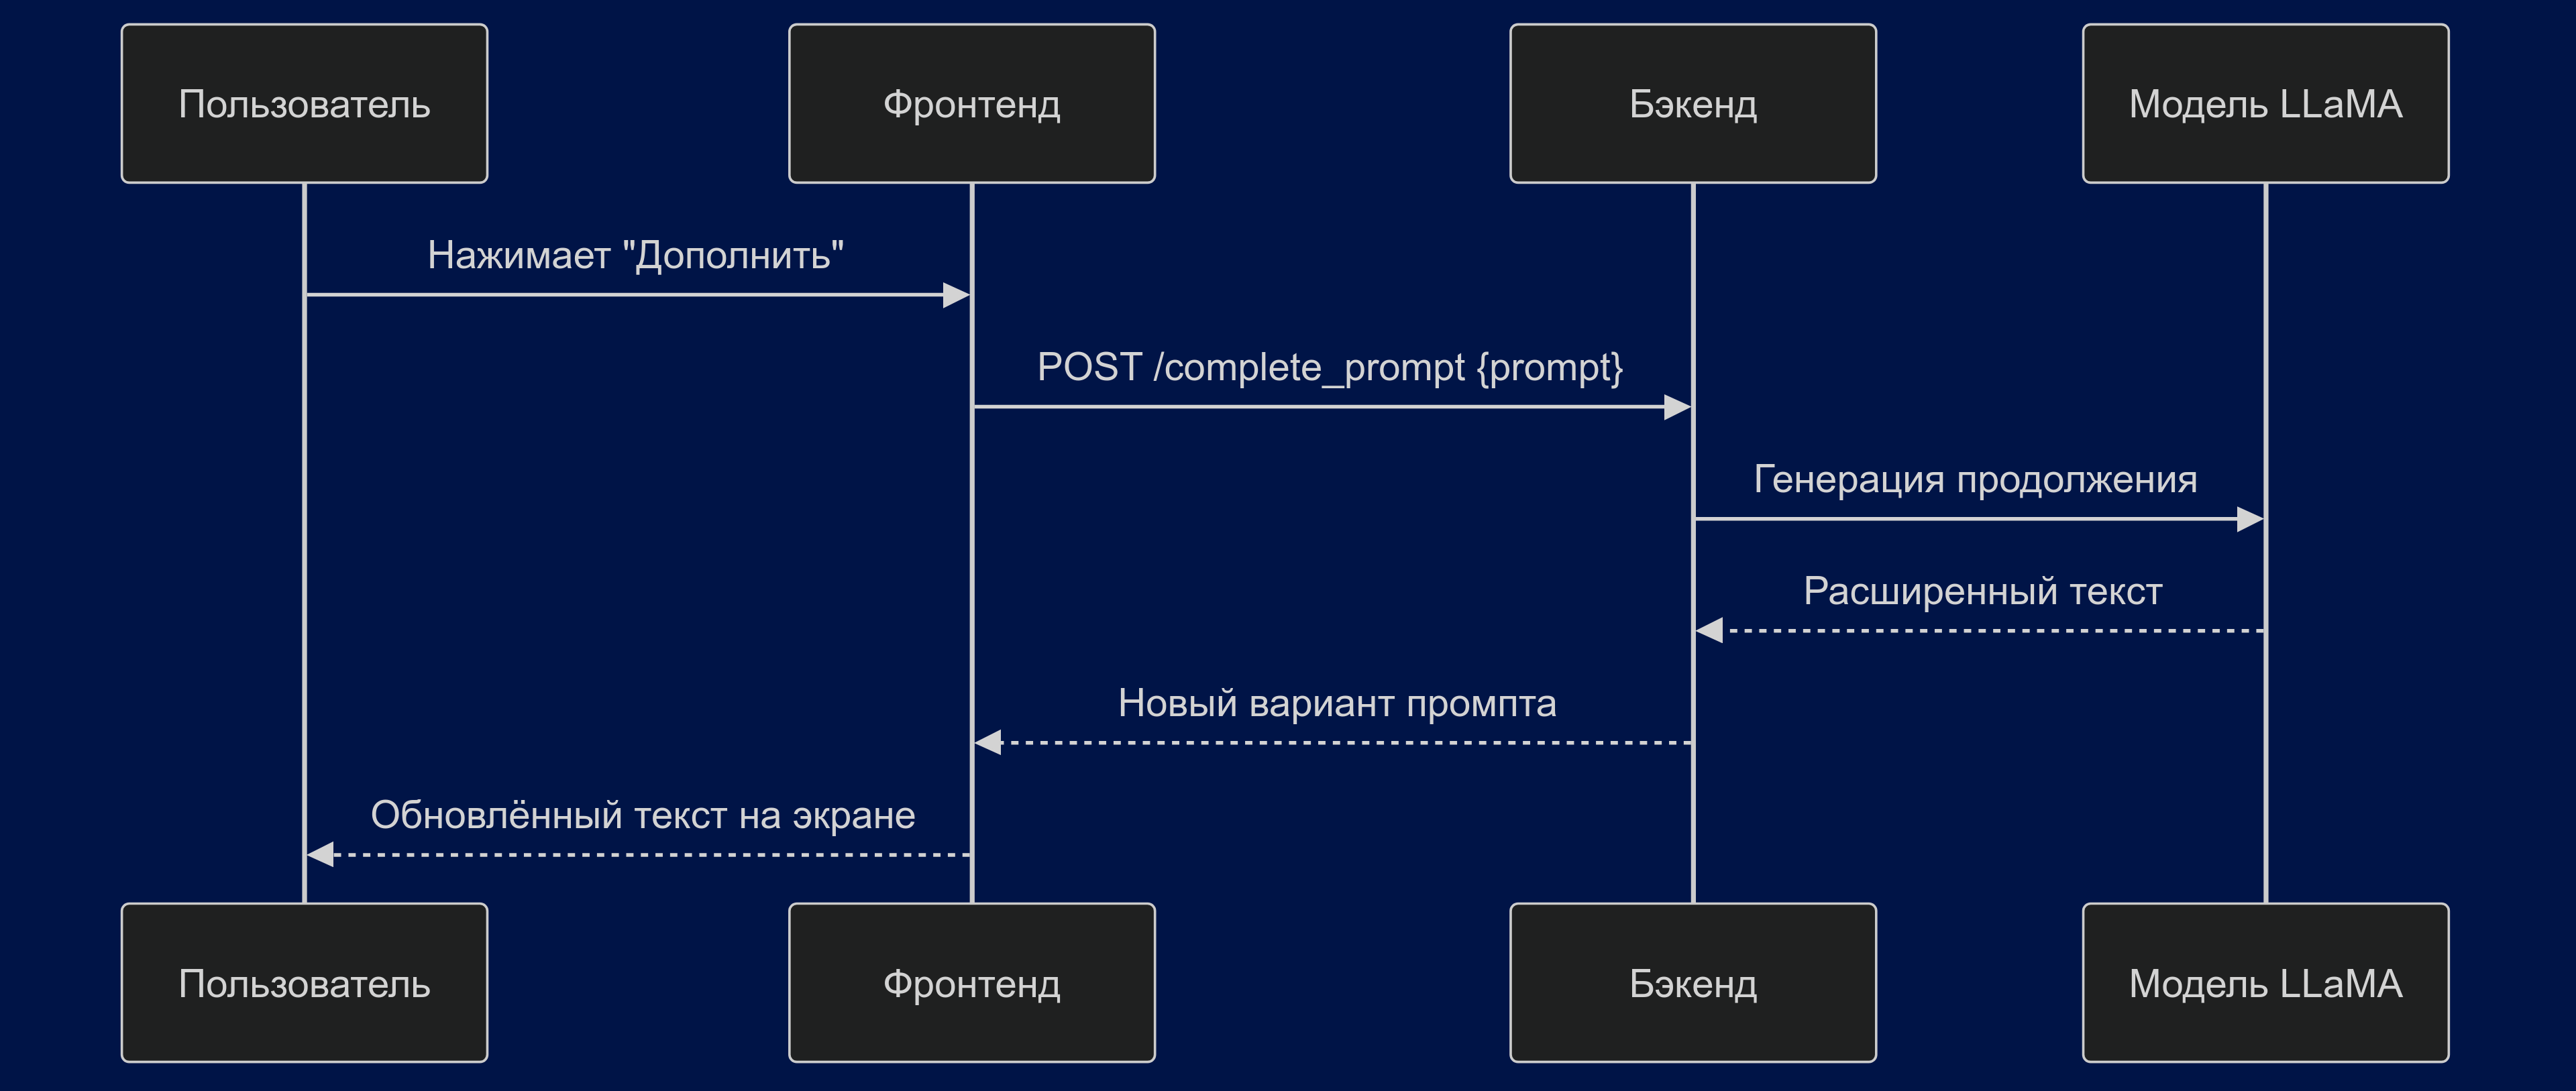 Пользователь
Фронтенд
Бэкенд
Модель LLaMA
Нажимает "Дополнить"
POST /complete_prompt {prompt}
Генерация продолжения
Расширенный текст
Новый вариант промпта
Обновлённый текст на экране
Пользователь
Фронтенд
Бэкенд
Модель LLaMA